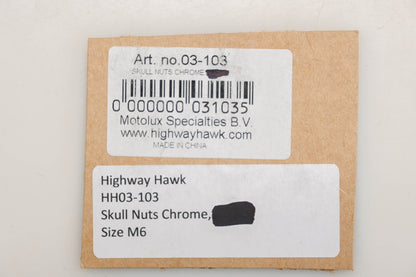 Art. no.03-103
SKULL NUTS CHROME
0 000000 031035
Motolux Specialties B.V.
www.highwayhawk.com
MADE IN CHINA
Highway Hawk
HH03-103
Skull Nuts Chrome,
Size M6